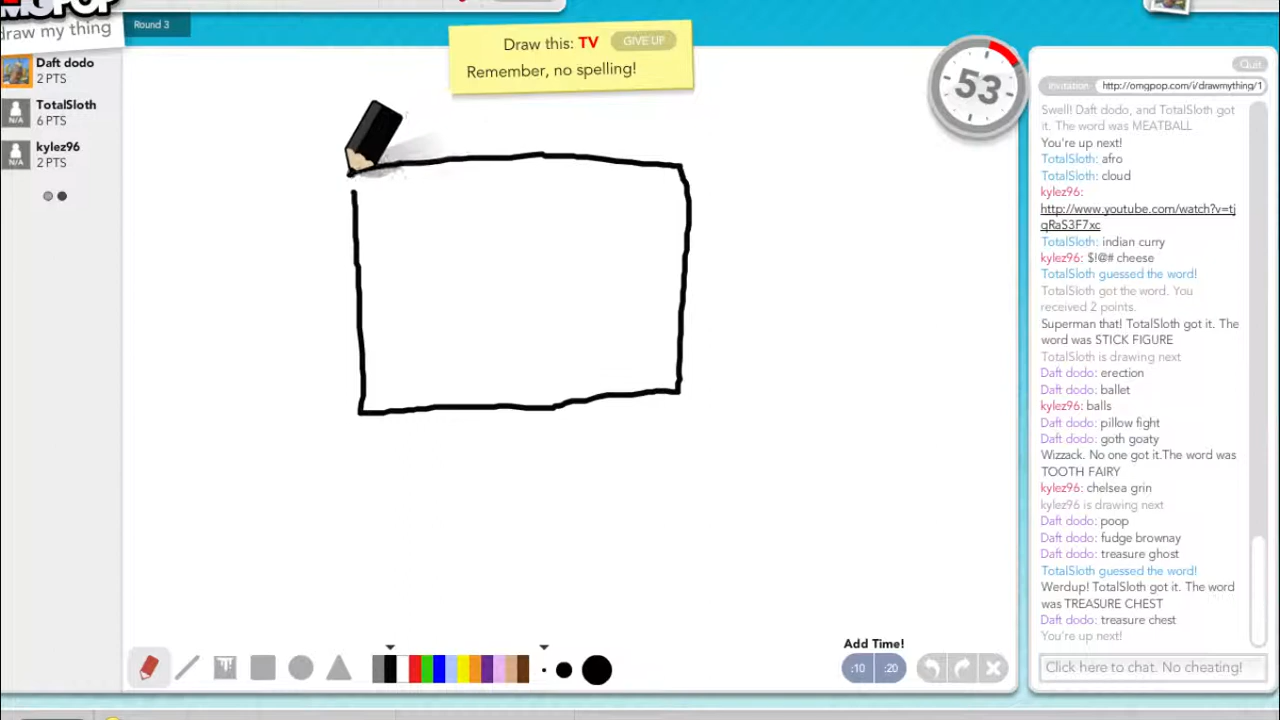 OMGPOP
draw my thing
Round 3
Draw this: TV
GIVE UP
Remember, no spelling!
53
Daft dodo
2 PTS
TotalSloth
6 PTS
N/A
kylez96
2 PTS
N/A
Quit
Invitation
http://omgpop.com/i/drawmything/1
Swell! Daft dodo, and TotalSloth got
it. The word was MEATBALL
You're up next!
TotalSloth: afro
TotalSloth: cloud
kylez96:
http://www.youtube.com/watch?v=tj
qRaS3F7xc
TotalSloth: indian curry
kylez96: $!@# cheese
TotalSloth guessed the word!
TotalSloth got the word. You
received 2 points.
Superman that! TotalSloth got it. The
word was STICK FIGURE
TotalSloth is drawing next
Daft dodo: erection
Daft dodo: ballet
kylez96: balls
Daft dodo: pillow fight
Daft dodo: goth goaty
Wizzack. No one got it.The word was
TOOTH FAIRY
kylez96: chelsea grin
kylez96 is drawing next
Daft dodo: poop
Daft dodo: fudge brownay
Daft dodo: treasure ghost
TotalSloth guessed the word!
Werdup! TotalSloth got it. The word
was TREASURE CHEST
Daft dodo: treasure chest
You're up next!
Click here to chat. No cheating!
Add Time!
:10 :20